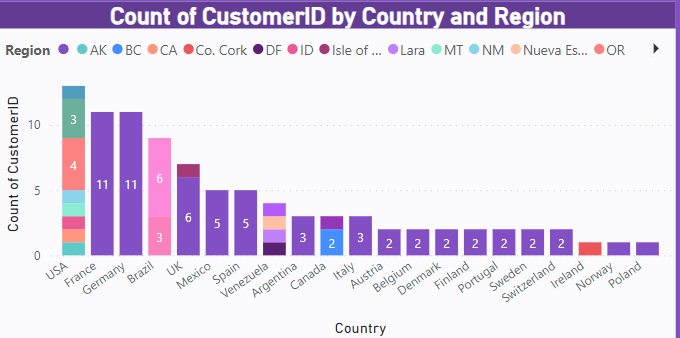 Count of CustomerID by Country and Region
Region AK BC CA Co. Cork DF ID Isle of ... Lara MT NM Nueva Es... OR
Count of CustomerID
10
5
0
3
4
11
11
6
3
6
5
5
3
2
3
2
2
2
2
2
2
2
USA
France
Germany
Brazil
UK
Mexico
Spain
Venezuela
Argentina
Canada
Italy
Austria
Belgium
Denmark
Finland
Portugal
Sweden
Switzerland
Ireland
Norway
Poland
Country